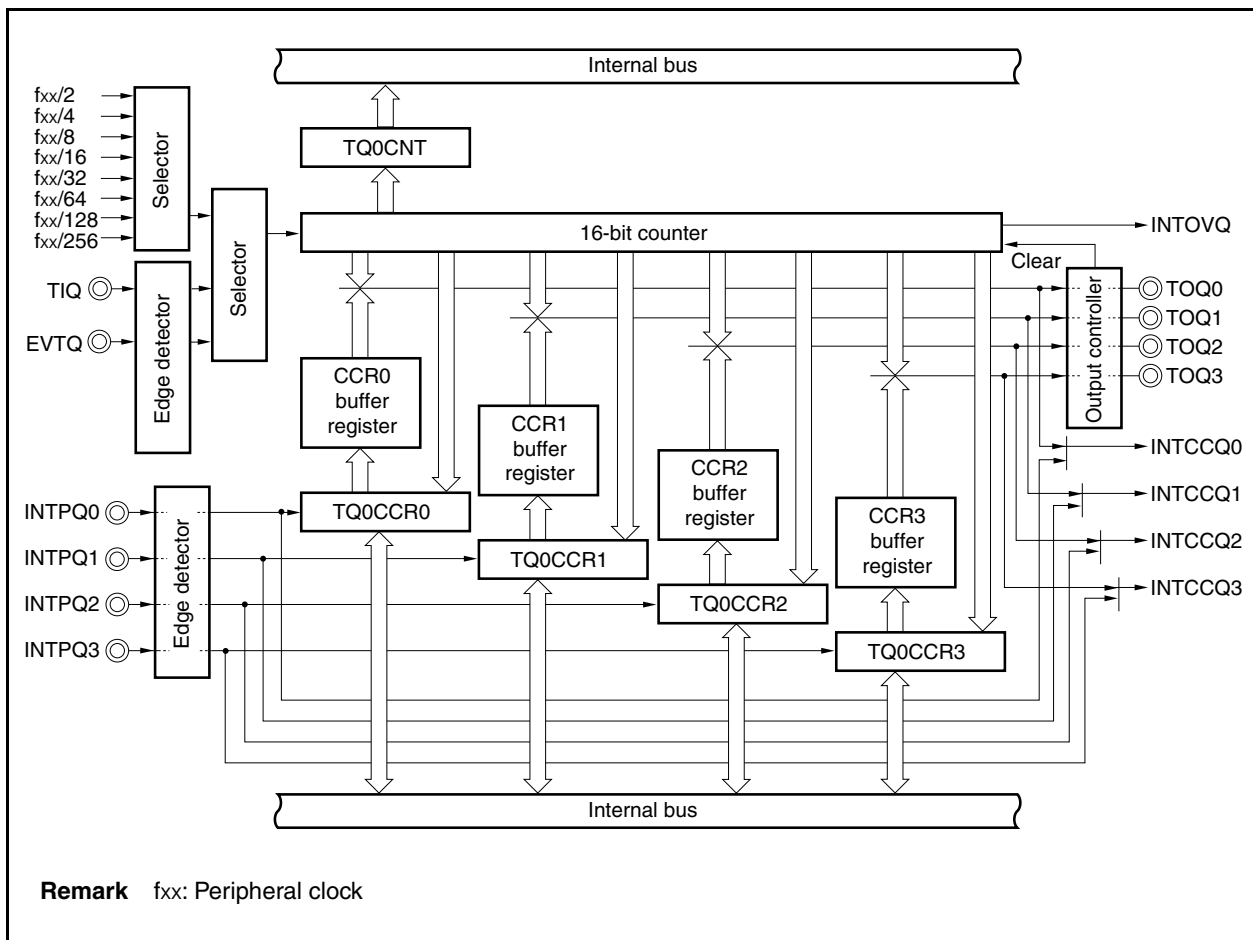 Internal bus
fxx/2
fxx/4
fxx/8
fxx/16
fxx/32
fxx/64
fxx/128
fxx/256
Selector
Selector
TQ0CNT
16-bit counter
INTOVQ
Clear
TIQ
EVTQ
Edge detector
Output controller
TOQ0
TOQ1
TOQ2
TOQ3
CCR0
buffer
register
CCR1
buffer
register
CCR2
buffer
register
CCR3
buffer
register
INTCCQ0
INTCCQ1
INTCCQ2
INTCCQ3
INTPQ0
INTPQ1
INTPQ2
INTPQ3
Edge detector
TQ0CCR0
TQ0CCR1
TQ0CCR2
TQ0CCR3
Internal bus
Remark fxx: Peripheral clock